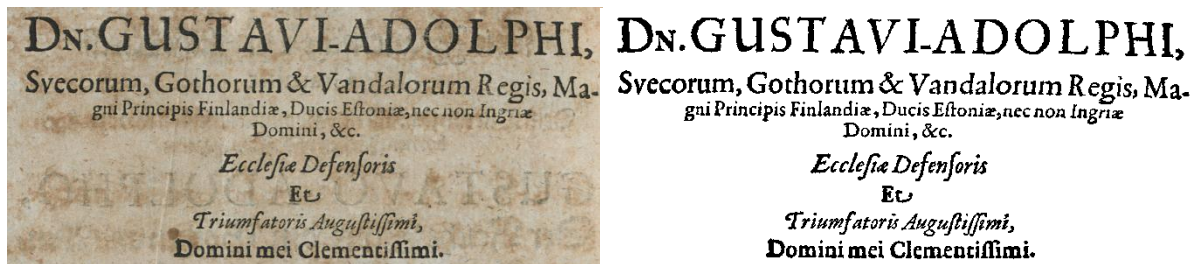 DN. GUSTAVI-ADOLPHI,
Svecorum, Gothorum & Vandalorum Regis, Ma-
gni Principis Finlandiæ, Ducis Eſtoniæ, nec non Ingriæ
Domini, &c.
Eccleſiæ Defenſoris
Et
Triumfatoris Auguſtiſſimi,
Domini mei Clementiſſimi.
DN. GUSTAVI-ADOLPHI,
Svecorum, Gothorum & Vandalorum Regis, Ma-
gni Principis Finlandiæ, Ducis Eſtoniæ, nec non Ingriæ
Domini, &c.
Eccleſiæ Defenſoris
Et
Triumfatoris Auguſtiſſimi,
Domini mei Clementiſſimi.